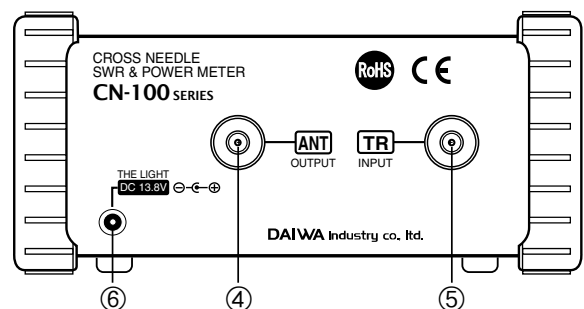 CROSS NEEDLE
SWR & POWER METER
CN-100 SERIES
RoHS CE
ANT
OUTPUT
TR
INPUT
THE LIGHT
DC 13.8V ⊖ ⊕
DAIWA Industry co., ltd.
⑥ ④ ⑤